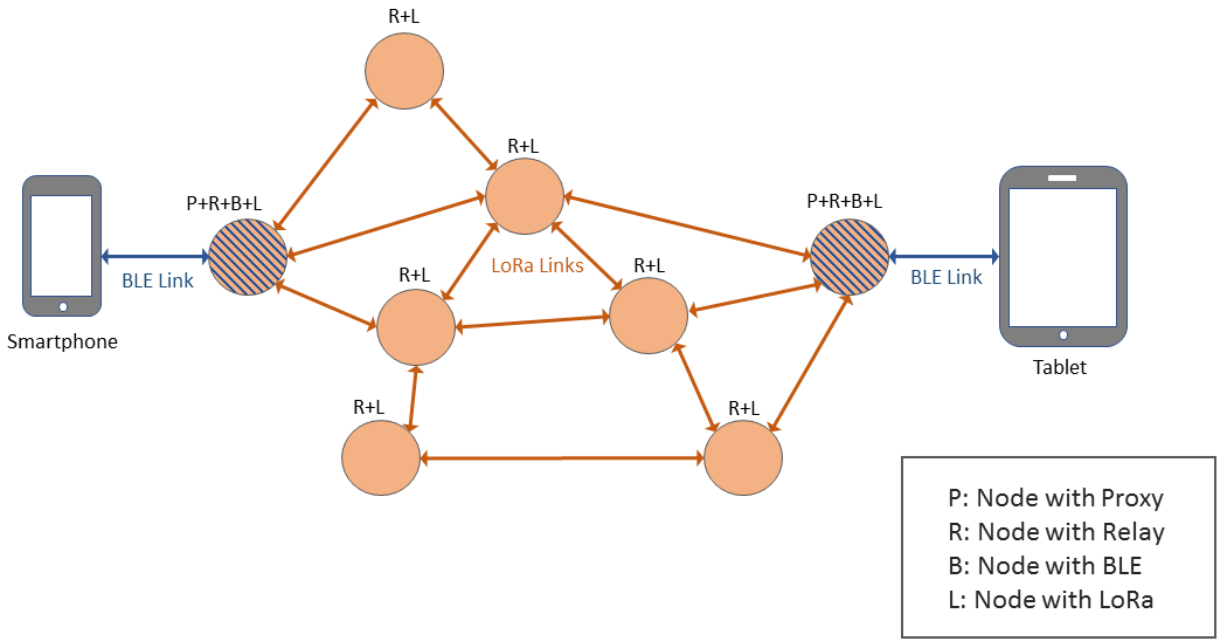 R+L
R+L
P+R+B+L
P+R+B+L
BLE Link
R+L
LoRa Links
R+L
BLE Link
Smartphone
Tablet
R+L
R+L
P: Node with Proxy
R: Node with Relay
B: Node with BLE
L: Node with LoRa